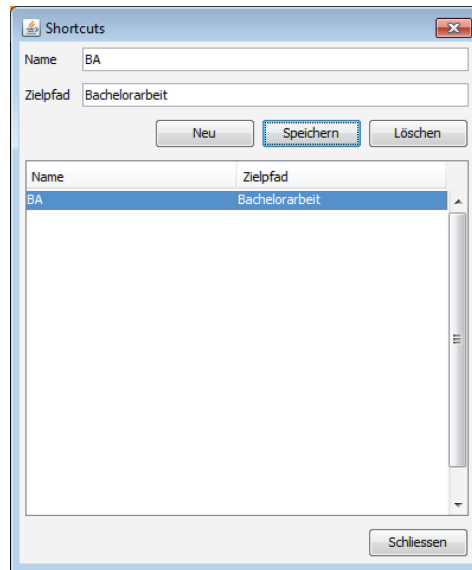 Shortcuts
Name BA
Zielpfad Bachelorarbeit
Neu Speichern Löschen
Name Zielpfad
BA Bachelorarbeit
Schliessen